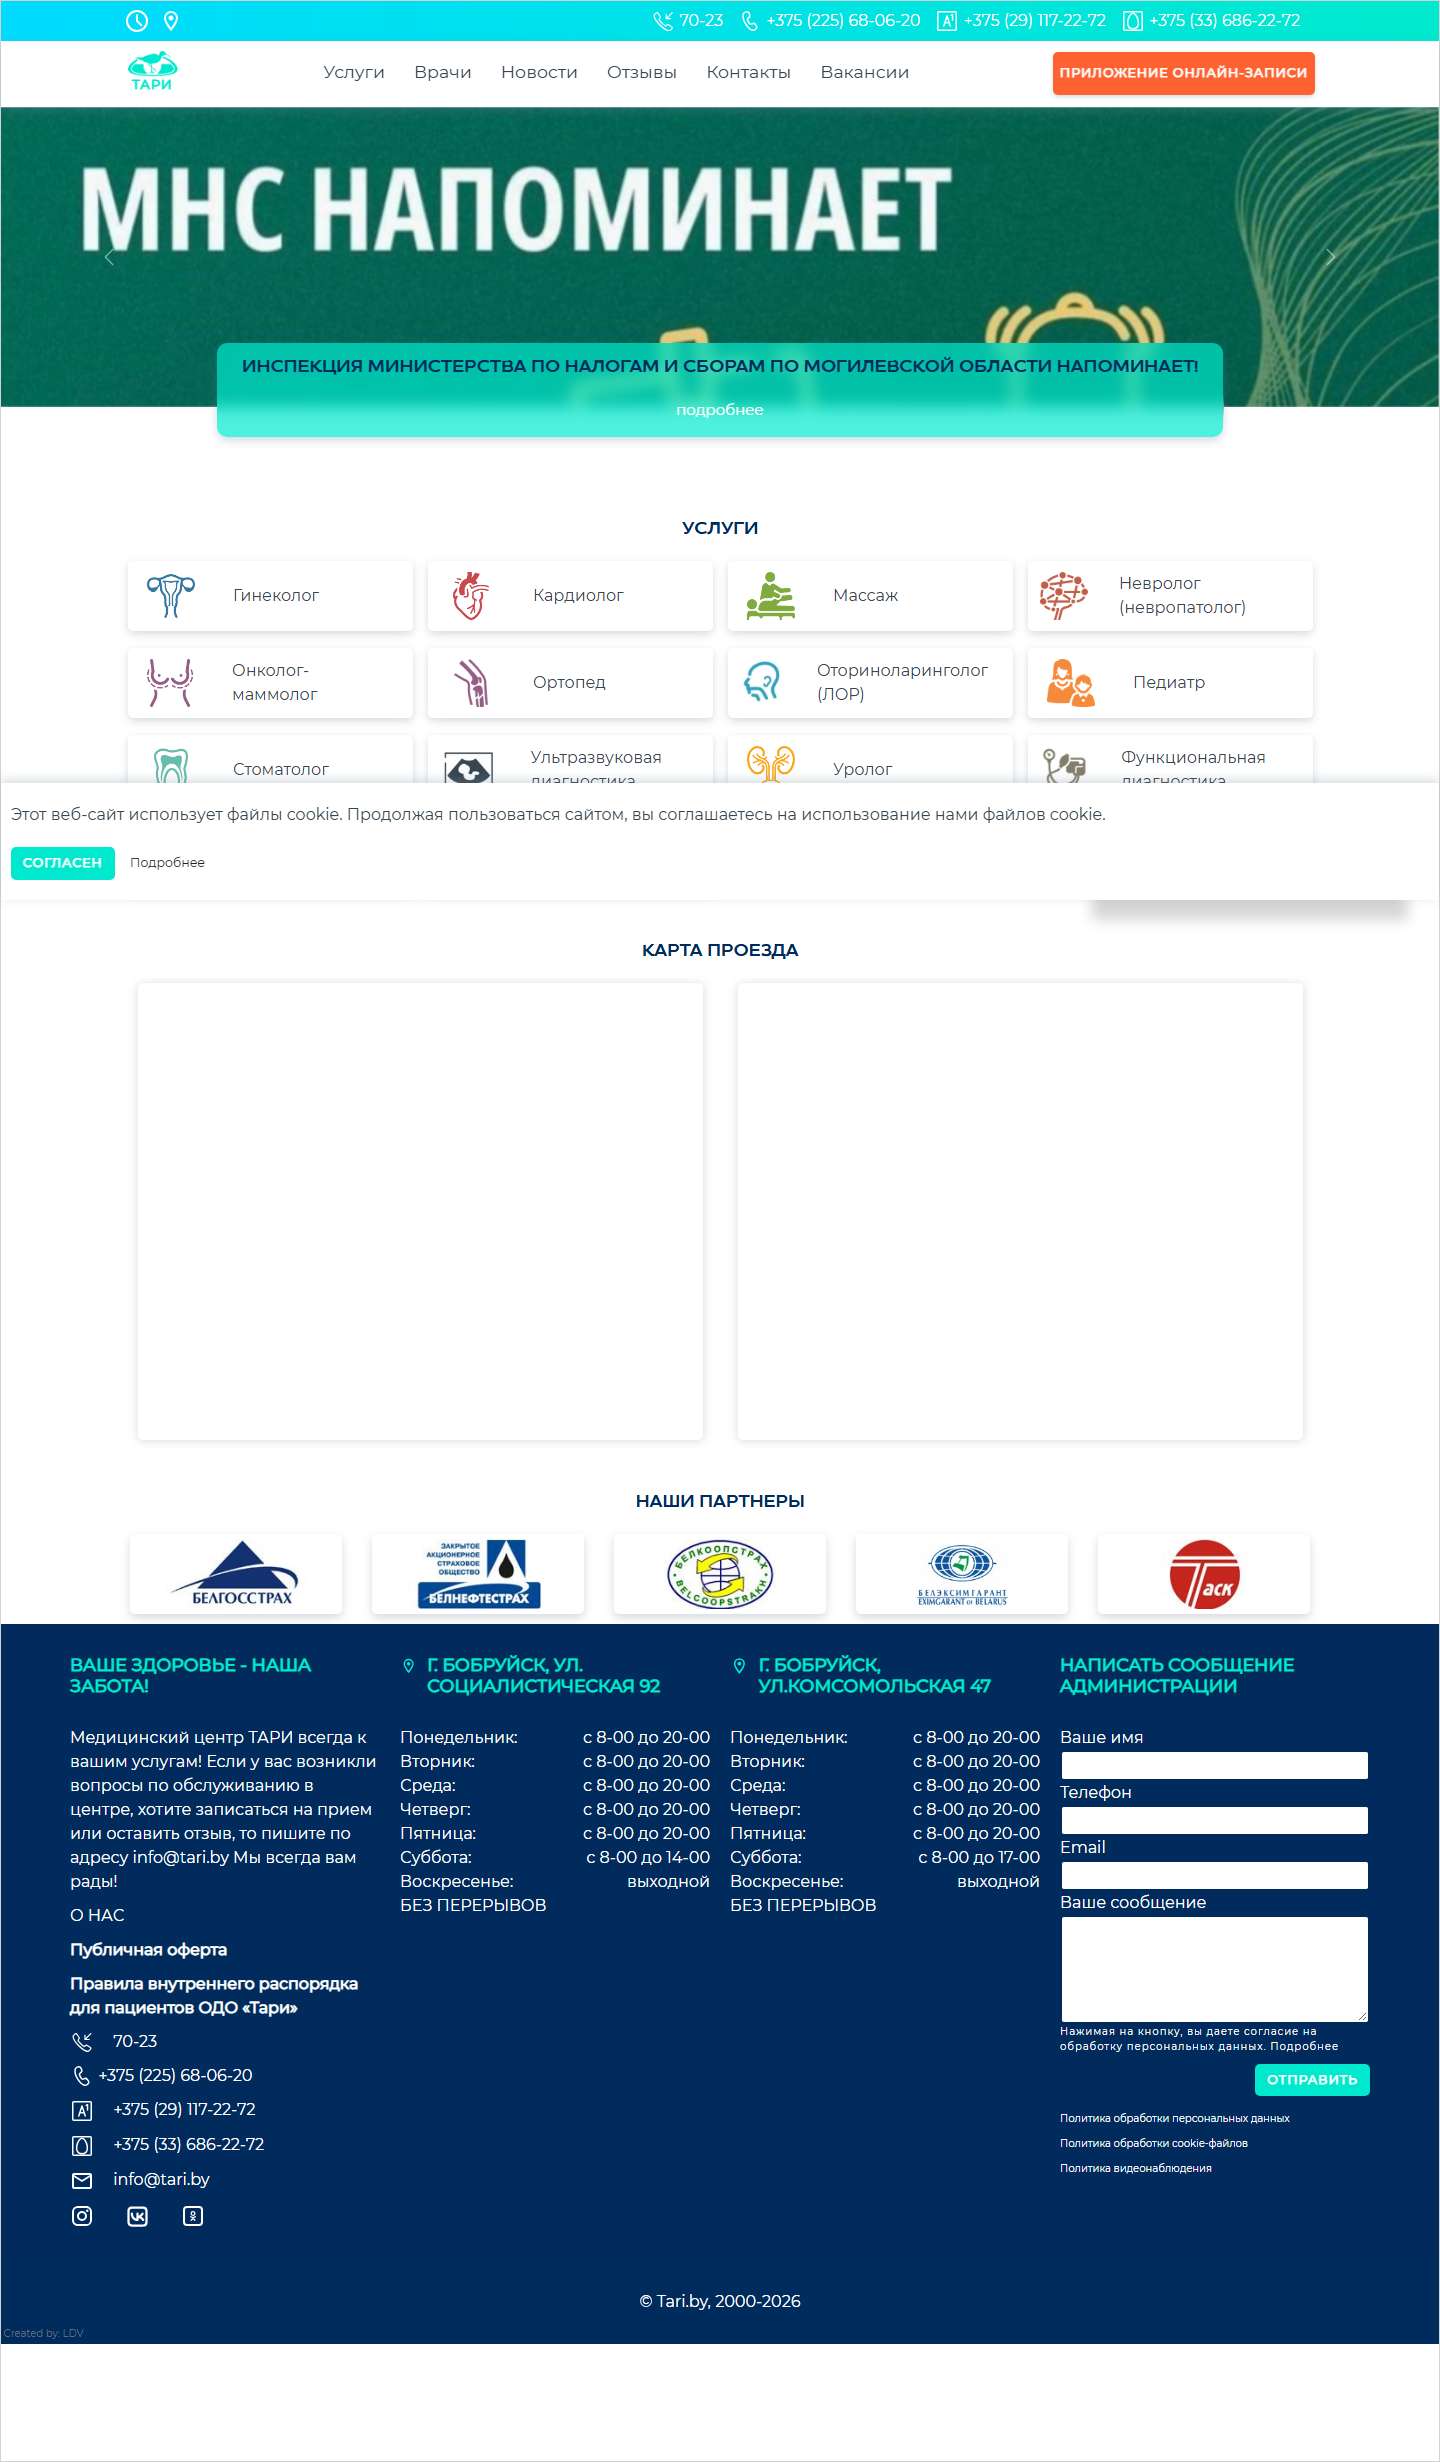 70-23
+375 (225) 68-06-20
+375 (29) 117-22-72
+375 (33) 686-22-72
ТАРИ
Услуги
Врачи
Новости
Отзывы
Контакты
Вакансии
ПРИЛОЖЕНИЕ ОНЛАЙН-ЗАПИСИ
МНС НАПОМИНАЕТ
ИНСПЕКЦИЯ МИНИСТЕРСТВА ПО НАЛОГАМ И СБОРАМ ПО МОГИЛЕВСКОЙ ОБЛАСТИ НАПОМИНАЕТ!
подробнее
УСЛУГИ
Гинеколог
Кардиолог
Массаж
Невролог
(невропатолог)
Онколог-
маммолог
Ортопед
Оториноларинголог
(ЛОР)
Педиатр
Стоматолог
Ультразвуковая
диагностика
Уролог
Функциональная
диагностика
Этот веб-сайт использует файлы cookie. Продолжая пользоваться сайтом, вы соглашаетесь на использование нами файлов cookie.
СОГЛАСЕН
Подробнее
КАРТА ПРОЕЗДА
НАШИ ПАРТНЕРЫ
БЕЛГОССТРАХ
ЗАКРЫТОЕ
АКЦИОНЕРНОЕ
СТРАХОВОЕ
ОБЩЕСТВО
БЕЛНЕФТЕСТРАХ
БЕЛКООПСТРАХ
BELCOOPSTRAKH
БЕЛЭКСИМГАРАНТ
EXIMGARANT OF BELARUS
Таск
ВАШЕ ЗДОРОВЬЕ - НАША
ЗАБОТА!
Медицинский центр ТАРИ всегда к
вашим услугам! Если у вас возникли
вопросы по обслуживанию в
центре, хотите записаться на прием
или оставить отзыв, то пишите по
адресу info@tari.by Мы всегда вам
рады!
О НАС
Публичная оферта
Правила внутреннего распорядка
для пациентов ОДО «Тари»
70-23
+375 (225) 68-06-20
+375 (29) 117-22-72
+375 (33) 686-22-72
info@tari.by
Г. БОБРУЙСК, УЛ.
СОЦИАЛИСТИЧЕСКАЯ 92
Понедельник: с 8-00 до 20-00
Вторник: с 8-00 до 20-00
Среда: с 8-00 до 20-00
Четверг: с 8-00 до 20-00
Пятница: с 8-00 до 20-00
Суббота: с 8-00 до 14-00
Воскресенье: выходной
БЕЗ ПЕРЕРЫВОВ
Г. БОБРУЙСК,
УЛ.КОМСОМОЛЬСКАЯ 47
Понедельник: с 8-00 до 20-00
Вторник: с 8-00 до 20-00
Среда: с 8-00 до 20-00
Четверг: с 8-00 до 20-00
Пятница: с 8-00 до 20-00
Суббота: с 8-00 до 17-00
Воскресенье: выходной
БЕЗ ПЕРЕРЫВОВ
НАПИСАТЬ СООБЩЕНИЕ
АДМИНИСТРАЦИИ
Ваше имя
Телефон
Email
Ваше сообщение
Нажимая на кнопку, вы даете согласие на
обработку персональных данных. Подробнее
ОТПРАВИТЬ
Политика обработки персональных данных
Политика обработки cookie-файлов
Политика видеонаблюдения
© Tari.by, 2000-2026
Created by: LDV